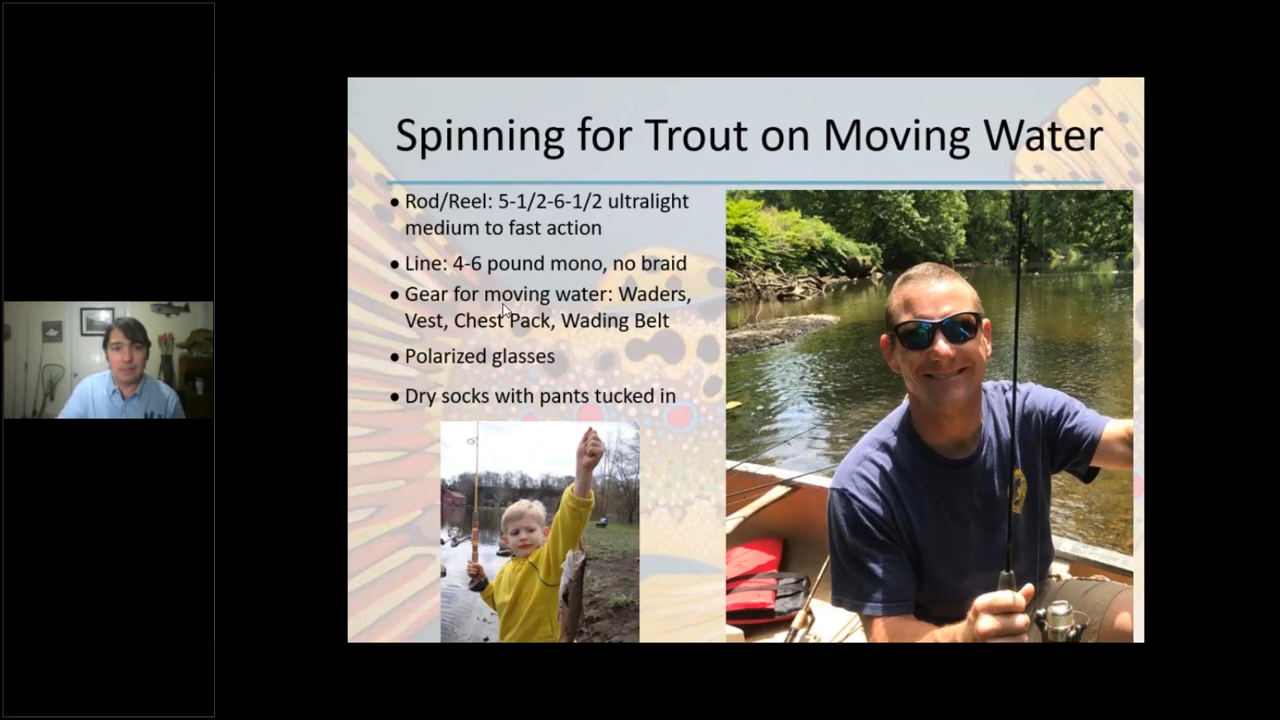 Spinning for Trout on Moving Water
• Rod/Reel: 5-1/2-6-1/2 ultralight
medium to fast action
• Line: 4-6 pound mono, no braid
• Gear for moving water: Waders,
Vest, Chest Pack, Wading Belt
• Polarized glasses
• Dry socks with pants tucked in